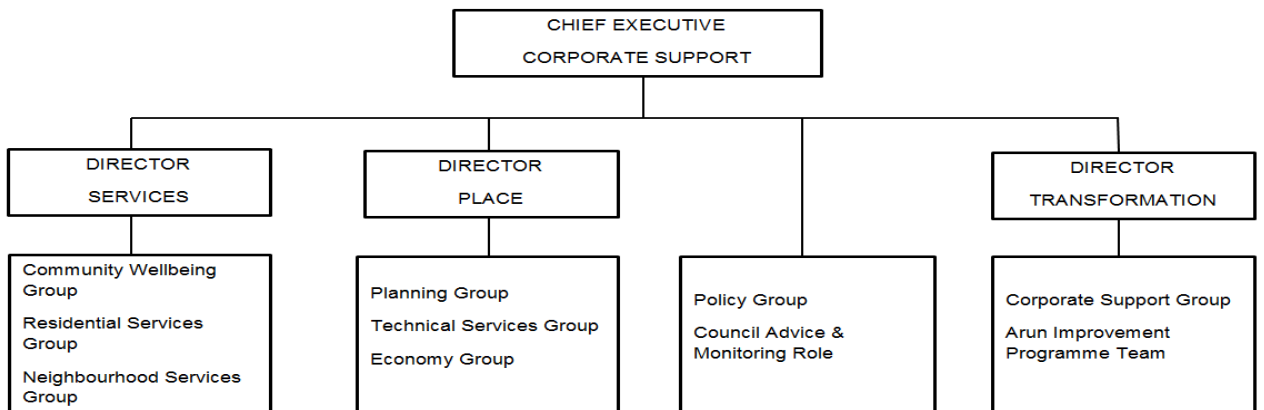 CHIEF EXECUTIVE
CORPORATE SUPPORT
DIRECTOR
SERVICES
DIRECTOR
PLACE
DIRECTOR
TRANSFORMATION
Community Wellbeing
Group
Residential Services
Group
Neighbourhood Services
Group
Planning Group
Technical Services Group
Economy Group
Policy Group
Council Advice &
Monitoring Role
Corporate Support Group
Arun Improvement
Programme Team